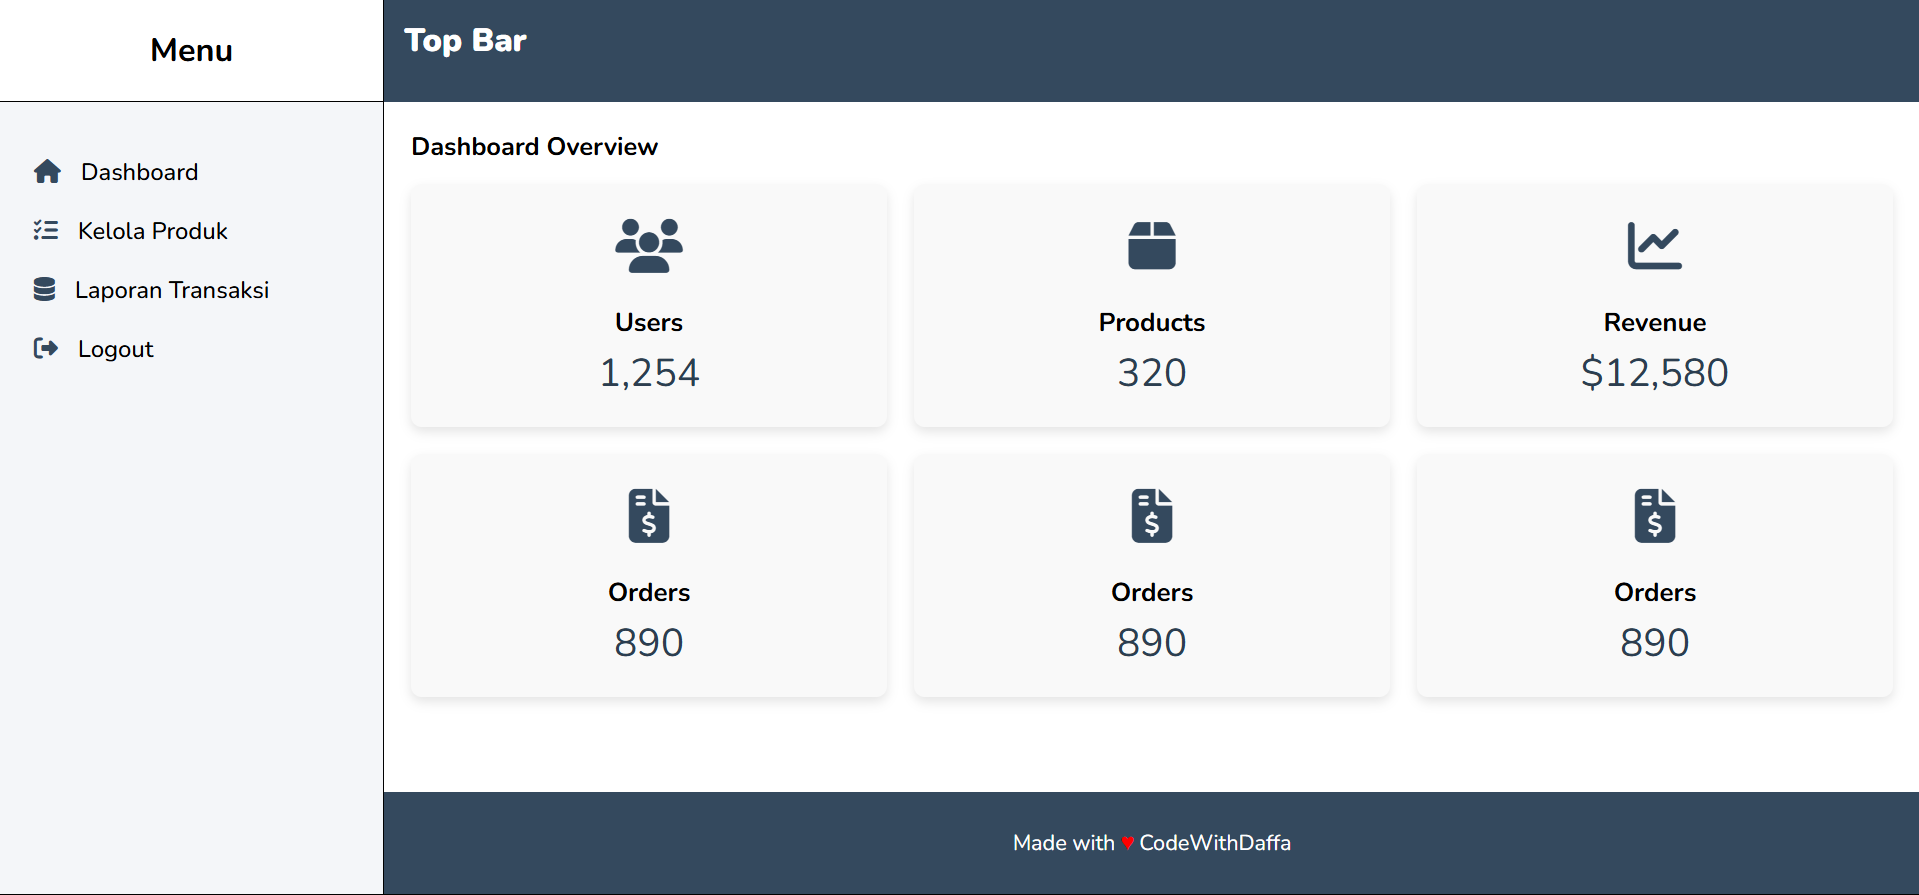 Menu
Top Bar
Dashboard
Kelola Produk
Laporan Transaksi
Logout
Dashboard Overview
Users
1,254
Products
320
Revenue
$12,580
Orders
890
Orders
890
Orders
890
Made with ♥ CodeWithDaffa